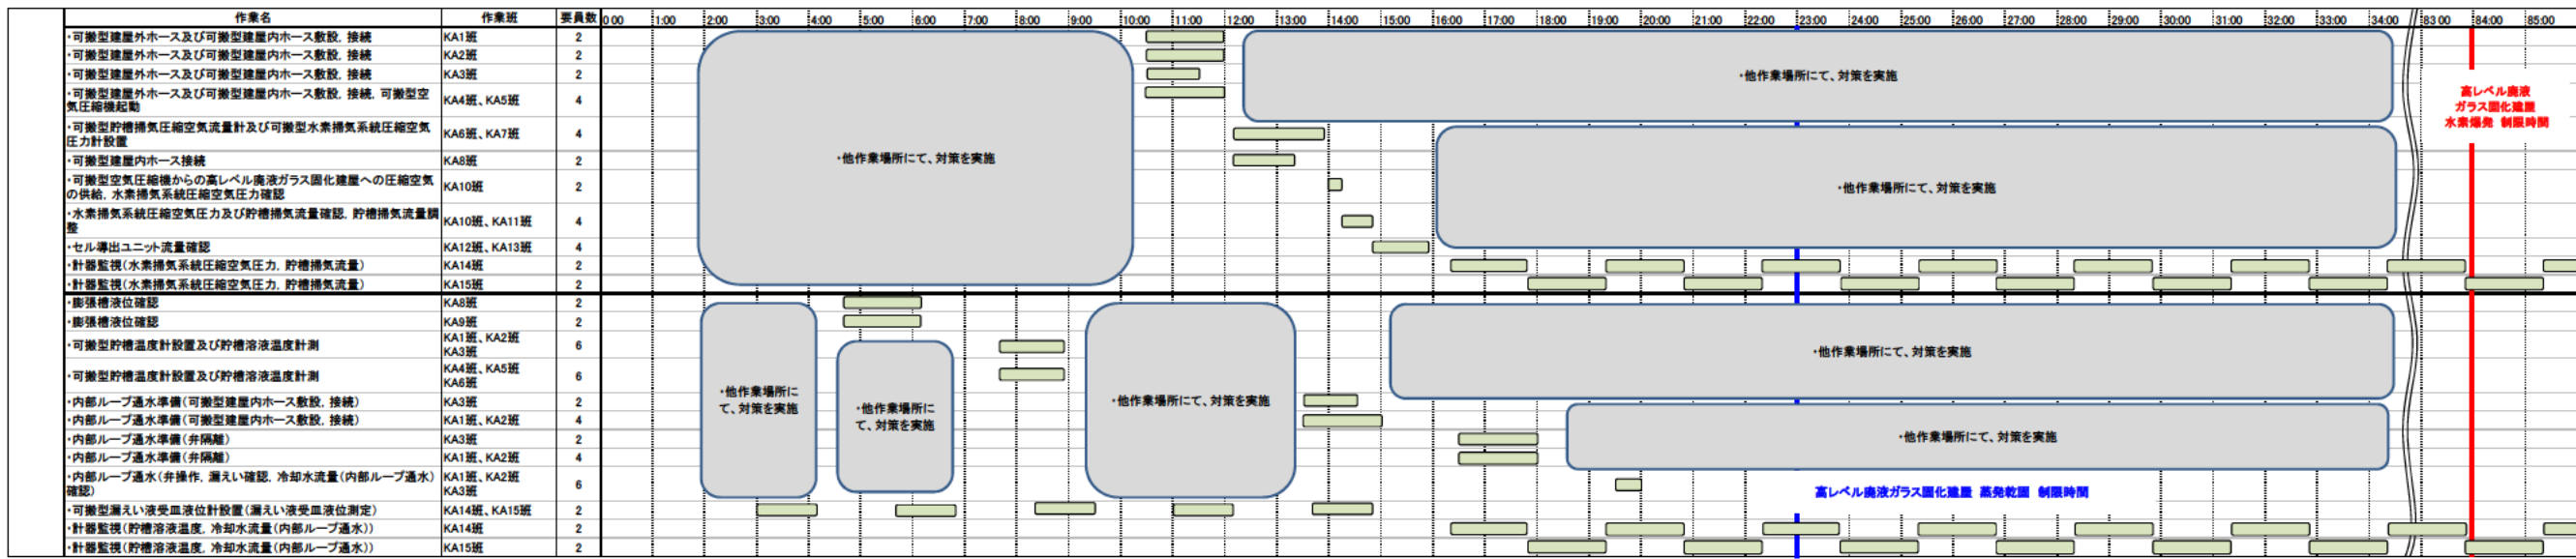 作業名 作業班 要員数 0:00 1:00 2:00 3:00 4:00 5:00 6:00 7:00 8:00 9:00 10:00 11:00 12:00 13:00 14:00 15:00 16:00 17:00 18:00 19:00 20:00 21:00 22:00 23:00 24:00 25:00 26:00 27:00 28:00 29:00 30:00 31:00 32:00 33:00 34:00 83:00 84:00 85:00
・可搬型建屋外ホース及び可搬型建屋内ホース敷設, 接続 KA1班 2
・可搬型建屋外ホース及び可搬型建屋内ホース敷設, 接続 KA2班 2
・可搬型建屋外ホース及び可搬型建屋内ホース敷設, 接続 KA3班 2
・可搬型建屋外ホース及び可搬型建屋内ホース敷設, 接続, 可搬型空
気圧縮機起動 KA4班、KA5班 4
・可搬型貯槽掃気圧縮空気流量計及び可搬型水素掃気系統圧縮空気
圧力計設置 KA6班、KA7班 4
・可搬型建屋内ホース接続 KA8班 2
・可搬型空気圧縮機からの高レベル廃液ガラス固化建屋への圧縮空気
の供給, 水素掃気系統圧縮空気圧力確認 KA10班 2
・水素掃気系統圧縮空気圧力及び貯槽掃気流量確認, 貯槽掃気流量調
整 KA10班、KA11班 4
・セル導出ユニット流量確認 KA12班、KA13班 4
・計器監視(水素掃気系統圧縮空気圧力, 貯槽掃気流量) KA14班 2
・計器監視(水素掃気系統圧縮空気圧力, 貯槽掃気流量) KA15班 2
・他作業場所にて、対策を実施
・他作業場所にて、対策を実施
・他作業場所にて、対策を実施
高レベル廃液
ガラス固化建屋
水素爆発 制限時間
・膨張槽液位確認 KA8班 2
・膨張槽液位確認 KA9班 2
・可搬型貯槽温度計設置及び貯槽溶液温度計測 KA1班、KA2班
KA3班 6
・可搬型貯槽温度計設置及び貯槽溶液温度計測 KA4班、KA5班
KA6班 6
・内部ループ通水準備(可搬型建屋内ホース敷設, 接続) KA3班 2
・内部ループ通水準備(可搬型建屋内ホース敷設, 接続) KA1班、KA2班 4
・内部ループ通水準備(弁隔離) KA3班 2
・内部ループ通水準備(弁隔離) KA1班、KA2班 4
・内部ループ通水(弁操作, 漏えい確認, 冷却水流量(内部ループ通水)
確認) KA1班、KA2班
KA3班 6
・可搬型漏えい液受皿液位計設置(漏えい液受皿液位測定) KA14班、KA15班 2
・計器監視(貯槽溶液温度, 冷却水流量(内部ループ通水)) KA14班 2
・計器監視(貯槽溶液温度, 冷却水流量(内部ループ通水)) KA15班 2
・他作業場所に
て、対策を実施
・他作業場所に
て、対策を実施
・他作業場所にて、対策を実施
・他作業場所にて、対策を実施
・他作業場所にて、対策を実施
高レベル廃液ガラス固化建屋 蒸発乾固 制限時間